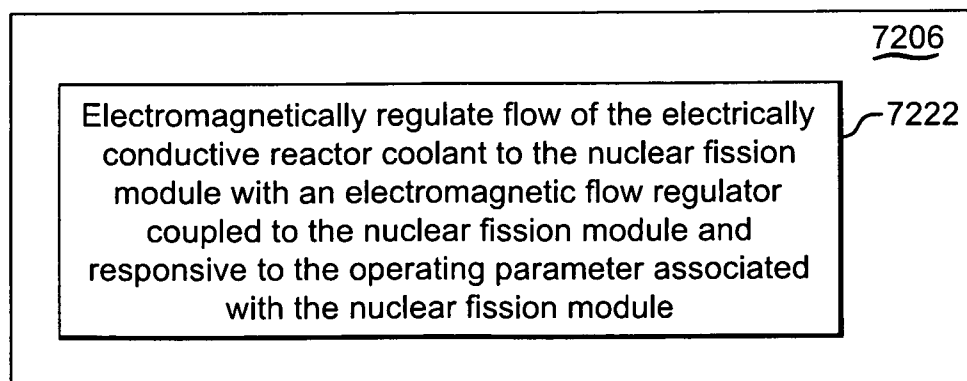 7206
Electromagnetically regulate flow of the electrically
conductive reactor coolant to the nuclear fission
module with an electromagnetic flow regulator
coupled to the nuclear fission module and
responsive to the operating parameter associated
with the nuclear fission module
7222